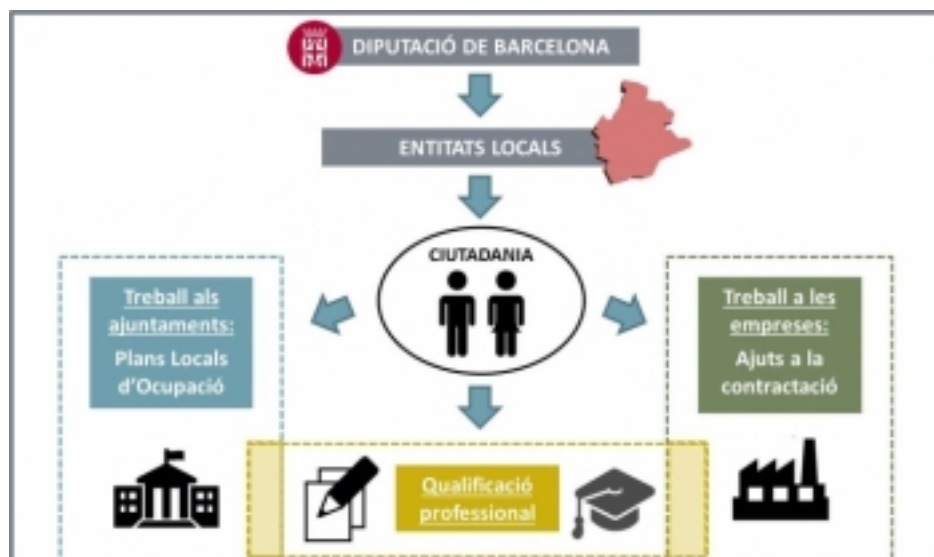 DIPUTACIÓ DE BARCELONA
ENTITATS LOCALS
CIUTADANIA
Treball als
ajuntaments:
Plans Locals
d'Ocupació
Treball a les
empreses:
Ajuts a la
contractació
Qualificació
professional